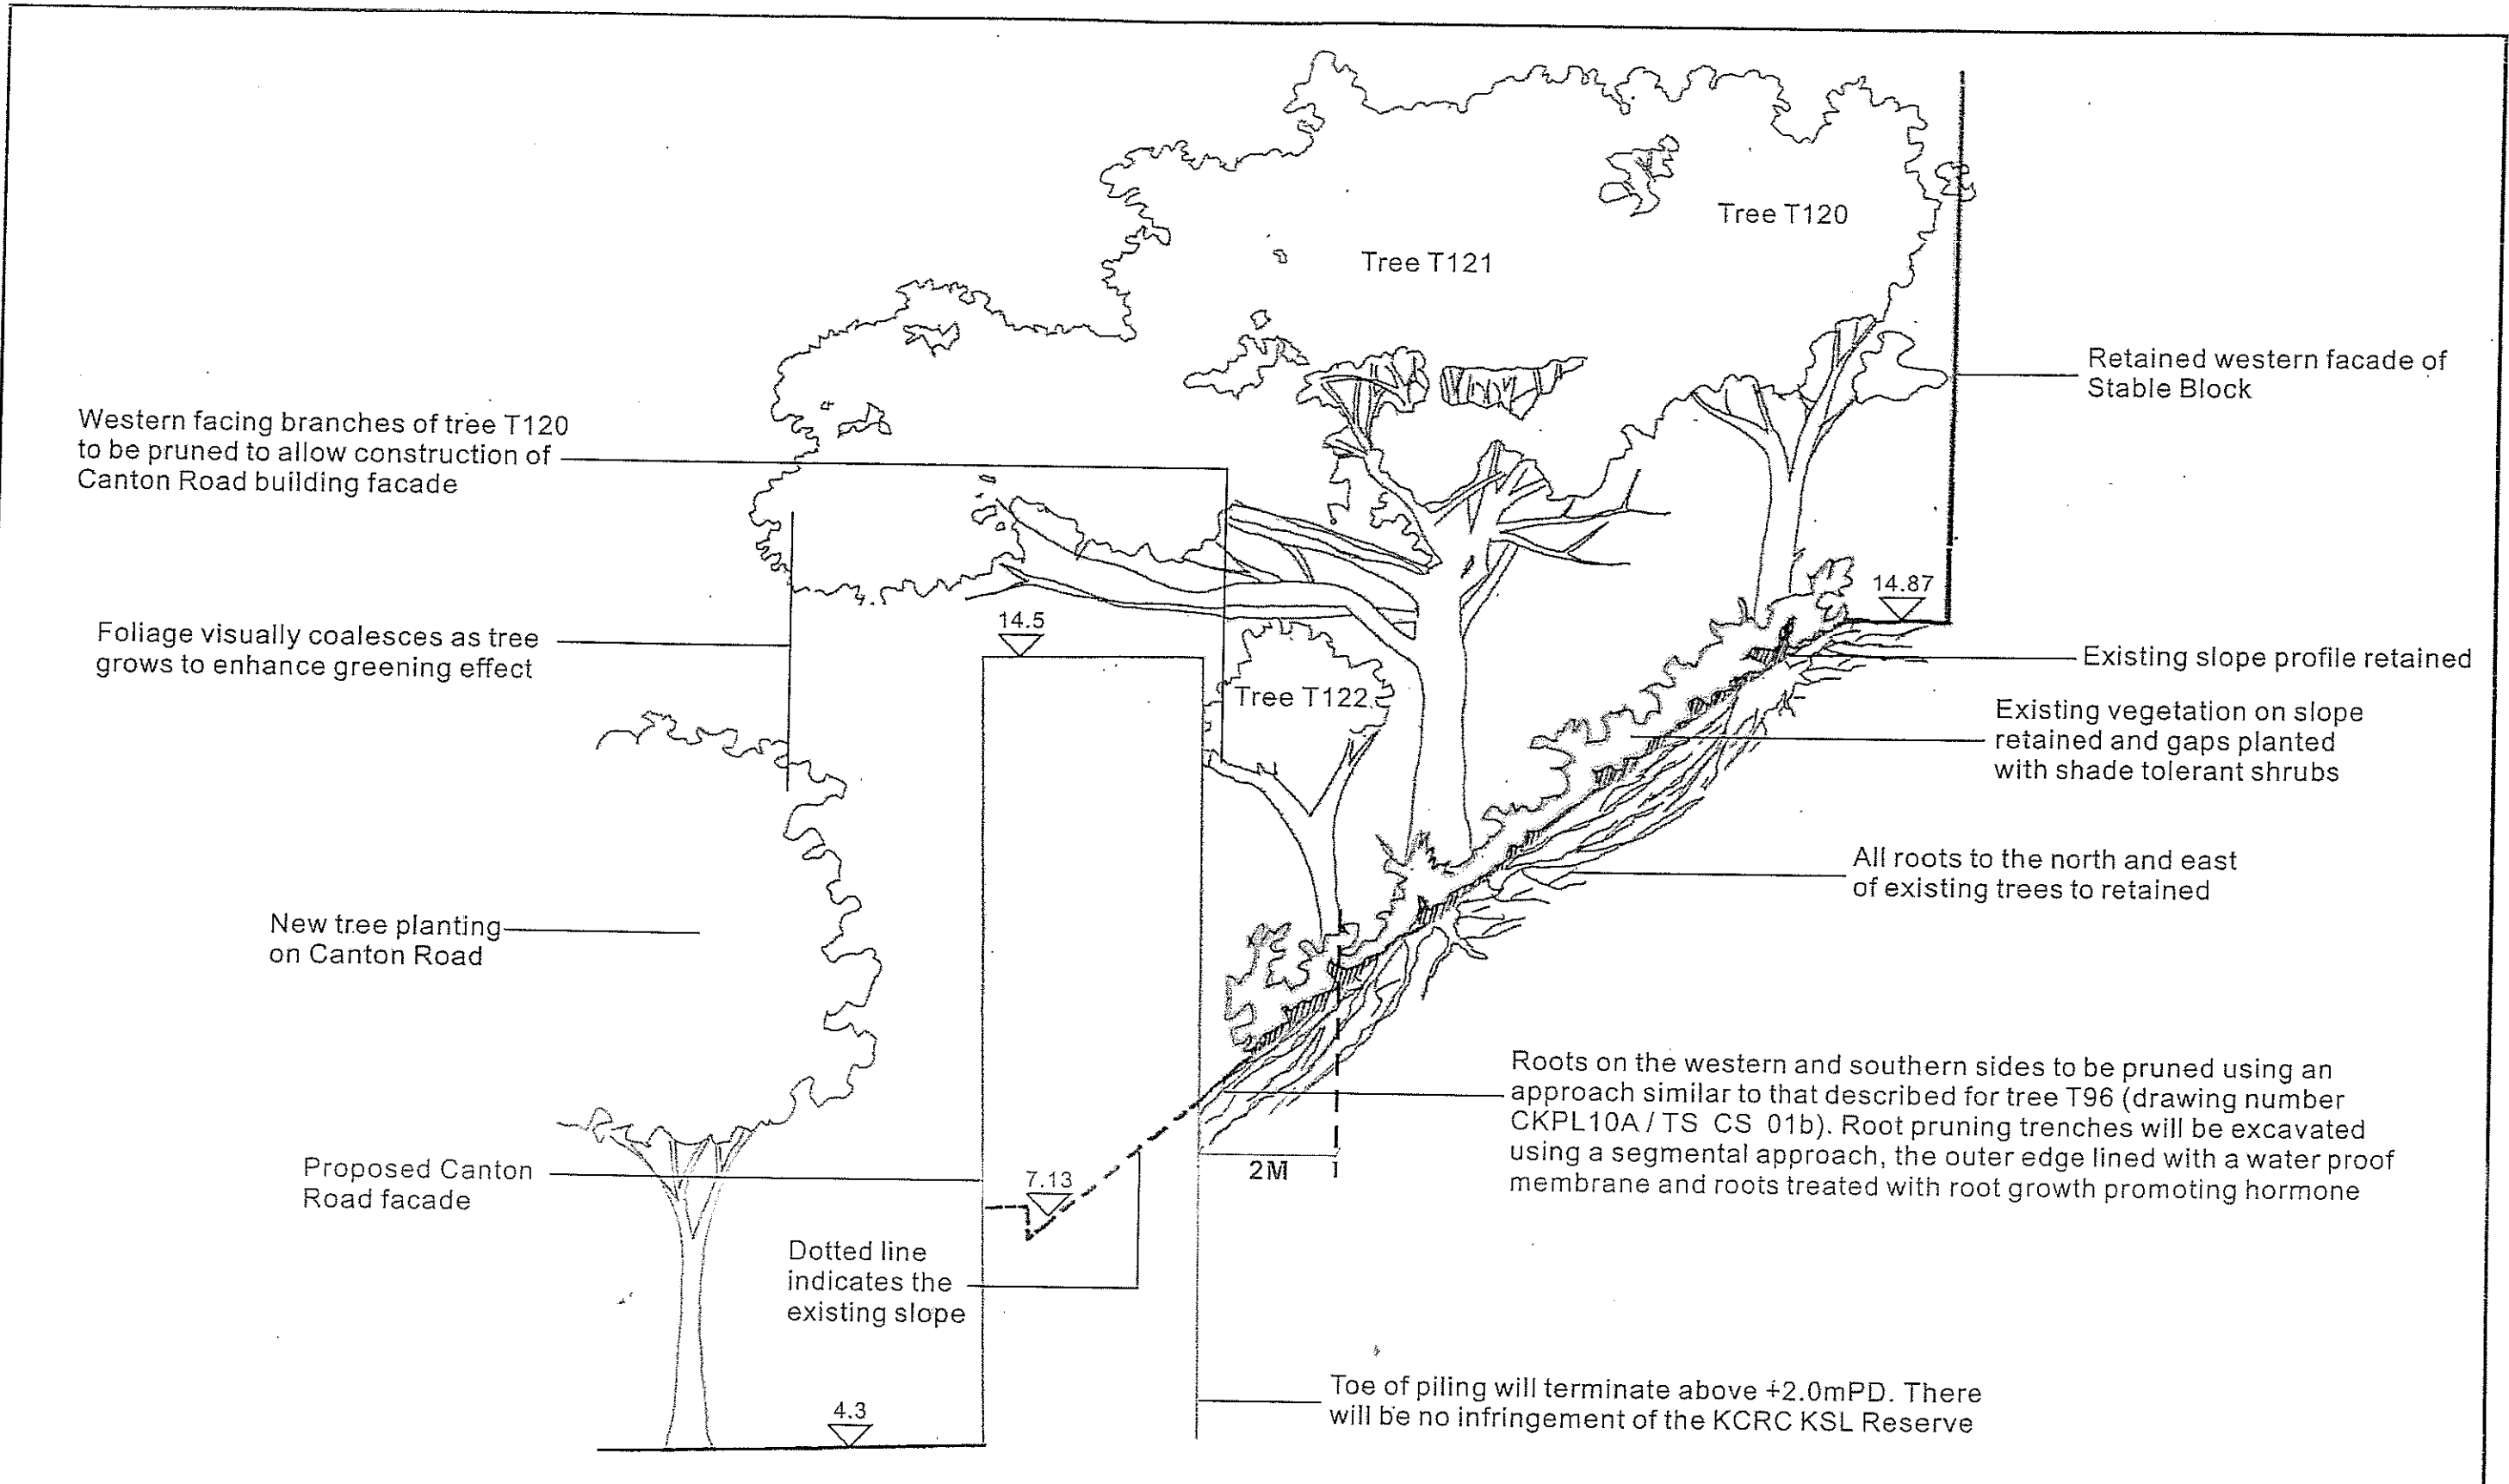 Tree T120
Tree T121
Retained western facade of
Stable Block
Western facing branches of tree T120
to be pruned to allow construction of
Canton Road building facade
14.87
14.5
Foliage visually coalesces as tree
grows to enhance greening effect
Existing slope profile retained
Tree T122
Existing vegetation on slope
retained and gaps planted
with shade tolerant shrubs
All roots to the north and east
of existing trees to retained
New tree planting
on Canton Road
Roots on the western and southern sides to be pruned using an
approach similar to that described for tree T96 (drawing number
CKPL10A / TS CS 01b). Root pruning trenches will be excavated
using a segmental approach, the outer edge lined with a water proof
membrane and roots treated with root growth promoting hormone
2M
Proposed Canton
Road facade
7.13
Dotted line
indicates the
existing slope
Toe of piling will terminate above +2.0mPD. There
will be no infringement of the KCRC KSL Reserve
4.3